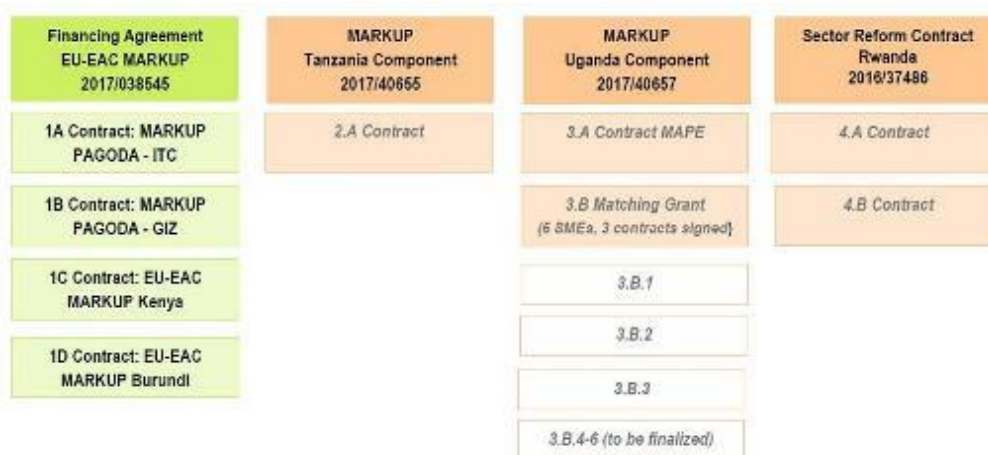 Financing Agreement
EU-EAC MARKUP
2017/038545
1A Contract: MARKUP
PAGODA - ITC
1B Contract: MARKUP
PAGODA - GIZ
1C Contract: EU-EAC
MARKUP Kenya
1D Contract: EU-EAC
MARKUP Burundi
MARKUP
Tanzania Component
2017/40655
2.A Contract
MARKUP
Uganda Component
2017/40657
3.A Contract MAPE
3.B Matching Grant
(6 SMEs, 3 contracts signed)
3.B.1
3.B.2
3.B.3
3.B.4-6 (to be finalized)
Sector Reform Contract
Rwanda
2016/37486
4.A Contract
4.B Contract